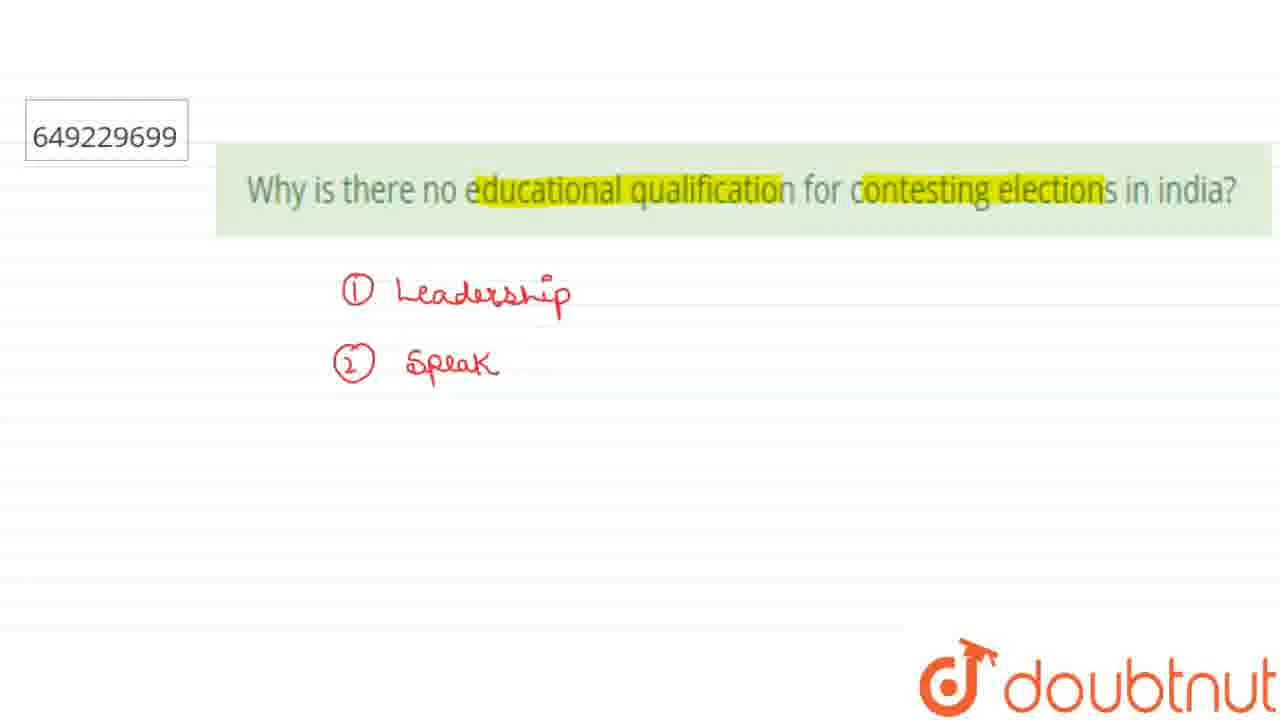 649229699
Why is there no educational qualification for contesting elections in india?
① Leadership
② Speak
doubtnut